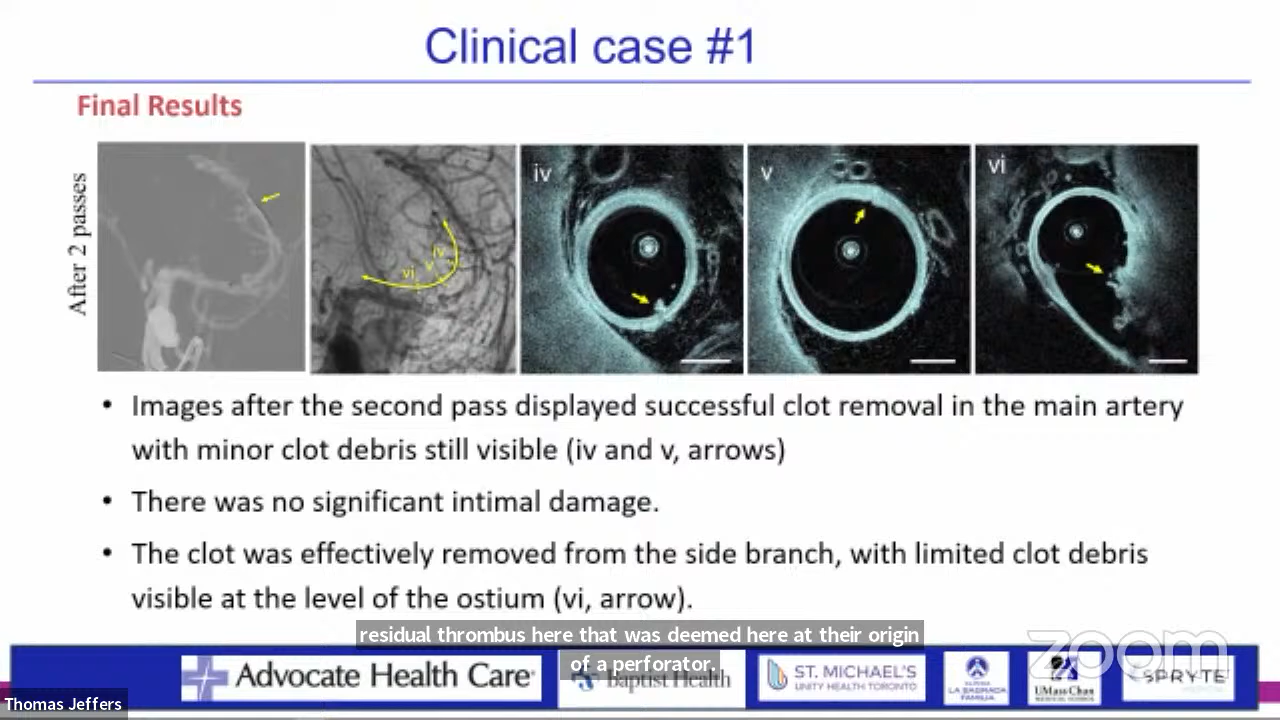 Clinical case #1
Final Results
After 2 passes
iv
v
vi
iv
v
vi
• Images after the second pass displayed successful clot removal in the main artery
with minor clot debris still visible (iv and v, arrows)
• There was no significant intimal damage.
• The clot was effectively removed from the side branch, with limited clot debris
visible at the level of the ostium (vi, arrow).
residual thrombus here that was deemed here at their origin
of a perforator.
Advocate Health Care
Baptist Health
ST. MICHAEL'S
UNITY HEALTH TORONTO
LA SAGRADA
FAMILIA
UMass Chan
MEDICAL SCHOOL
SPRYTE
zoom
Thomas Jeffers